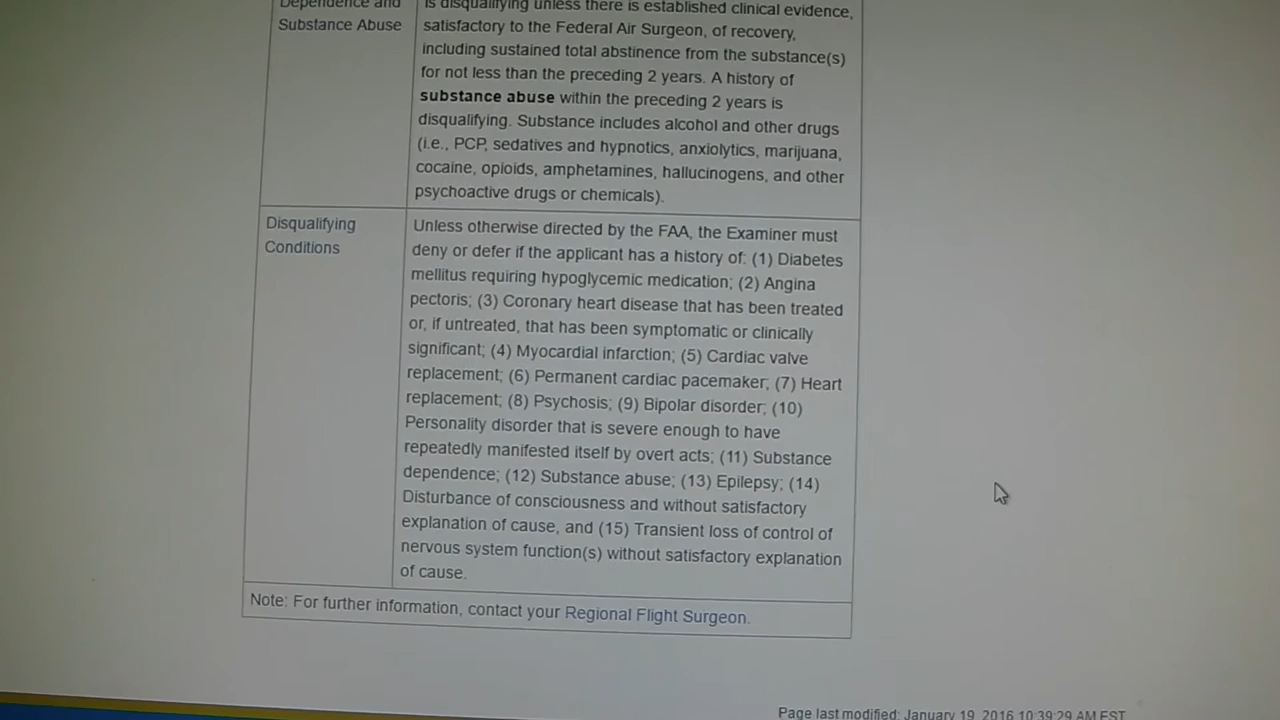 Dependence and
Substance Abuse
is disqualifying unless there is established clinical evidence,
satisfactory to the Federal Air Surgeon, of recovery,
including sustained total abstinence from the substance(s)
for not less than the preceding 2 years. A history of
substance abuse within the preceding 2 years is
disqualifying. Substance includes alcohol and other drugs
(i.e., PCP, sedatives and hypnotics, anxiolytics, marijuana,
cocaine, opioids, amphetamines, hallucinogens, and other
psychoactive drugs or chemicals).
Disqualifying
Conditions
Unless otherwise directed by the FAA, the Examiner must
deny or defer if the applicant has a history of: (1) Diabetes
mellitus requiring hypoglycemic medication; (2) Angina
pectoris; (3) Coronary heart disease that has been treated
or, if untreated, that has been symptomatic or clinically
significant; (4) Myocardial infarction; (5) Cardiac valve
replacement; (6) Permanent cardiac pacemaker; (7) Heart
replacement; (8) Psychosis; (9) Bipolar disorder; (10)
Personality disorder that is severe enough to have
repeatedly manifested itself by overt acts; (11) Substance
dependence; (12) Substance abuse; (13) Epilepsy; (14)
Disturbance of consciousness and without satisfactory
explanation of cause, and (15) Transient loss of control of
nervous system function(s) without satisfactory explanation
of cause.
Note: For further information, contact your Regional Flight Surgeon.
Page last modified: January 19, 2016 10:39:29 AM EST